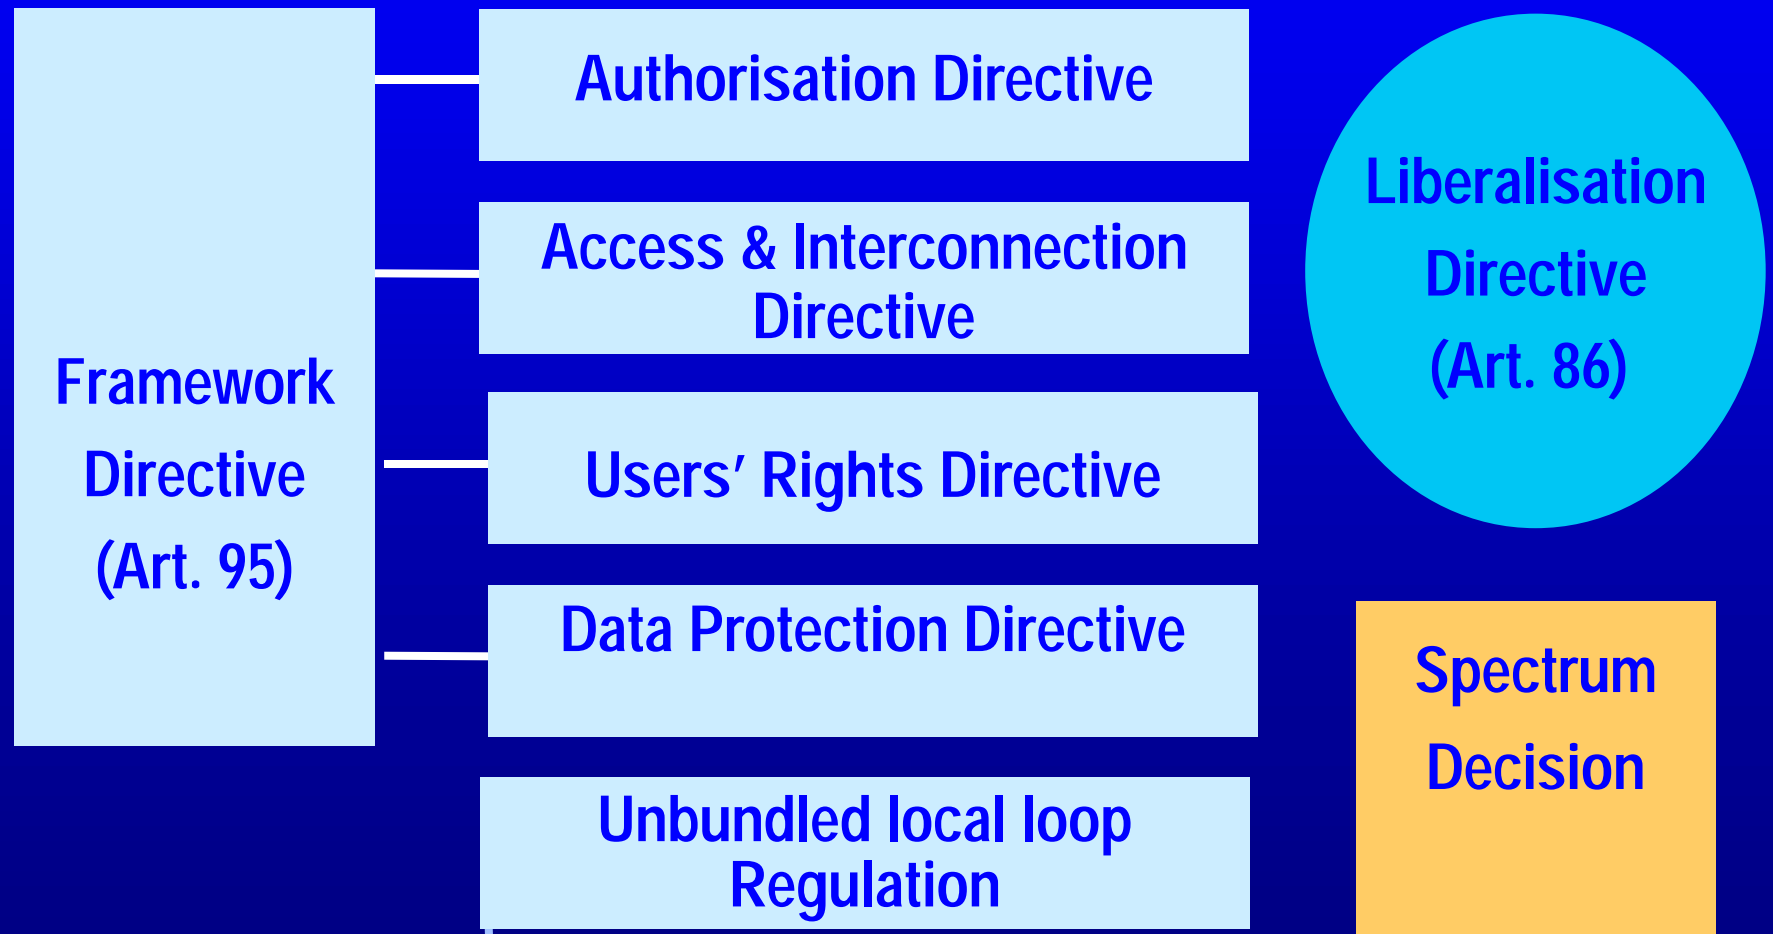 Framework
Directive
(Art. 95)
Authorisation Directive
Access & Interconnection
Directive
Users’ Rights Directive
Data Protection Directive
Unbundled local loop
Regulation
Liberalisation
Directive
(Art. 86)
Spectrum
Decision